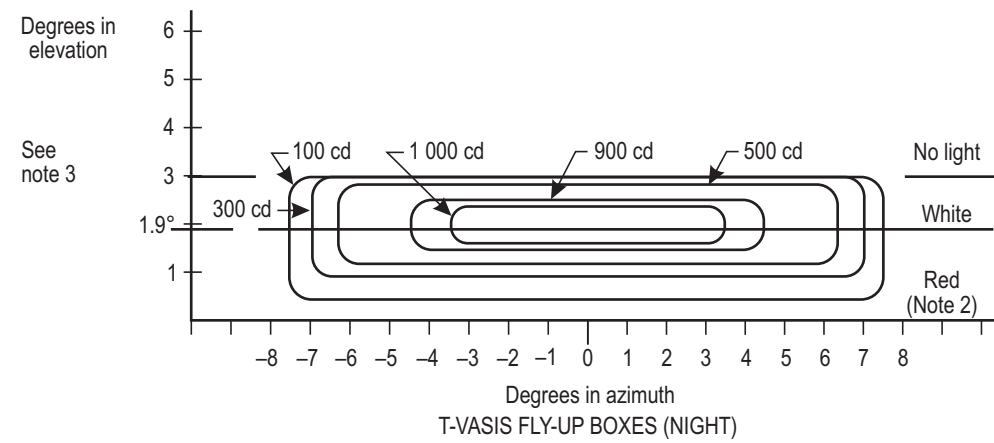 Degrees in
elevation
6
5
4
See
note 3
3
100 cd
1 000 cd
900 cd
500 cd
No light
300 cd
1.9°
White
1
Red
(Note 2)
–8 –7 –6 –5 –4 –3 –2 –1 0 1 2 3 4 5 6 7 8
Degrees in azimuth
T-VASIS FLY-UP BOXES (NIGHT)